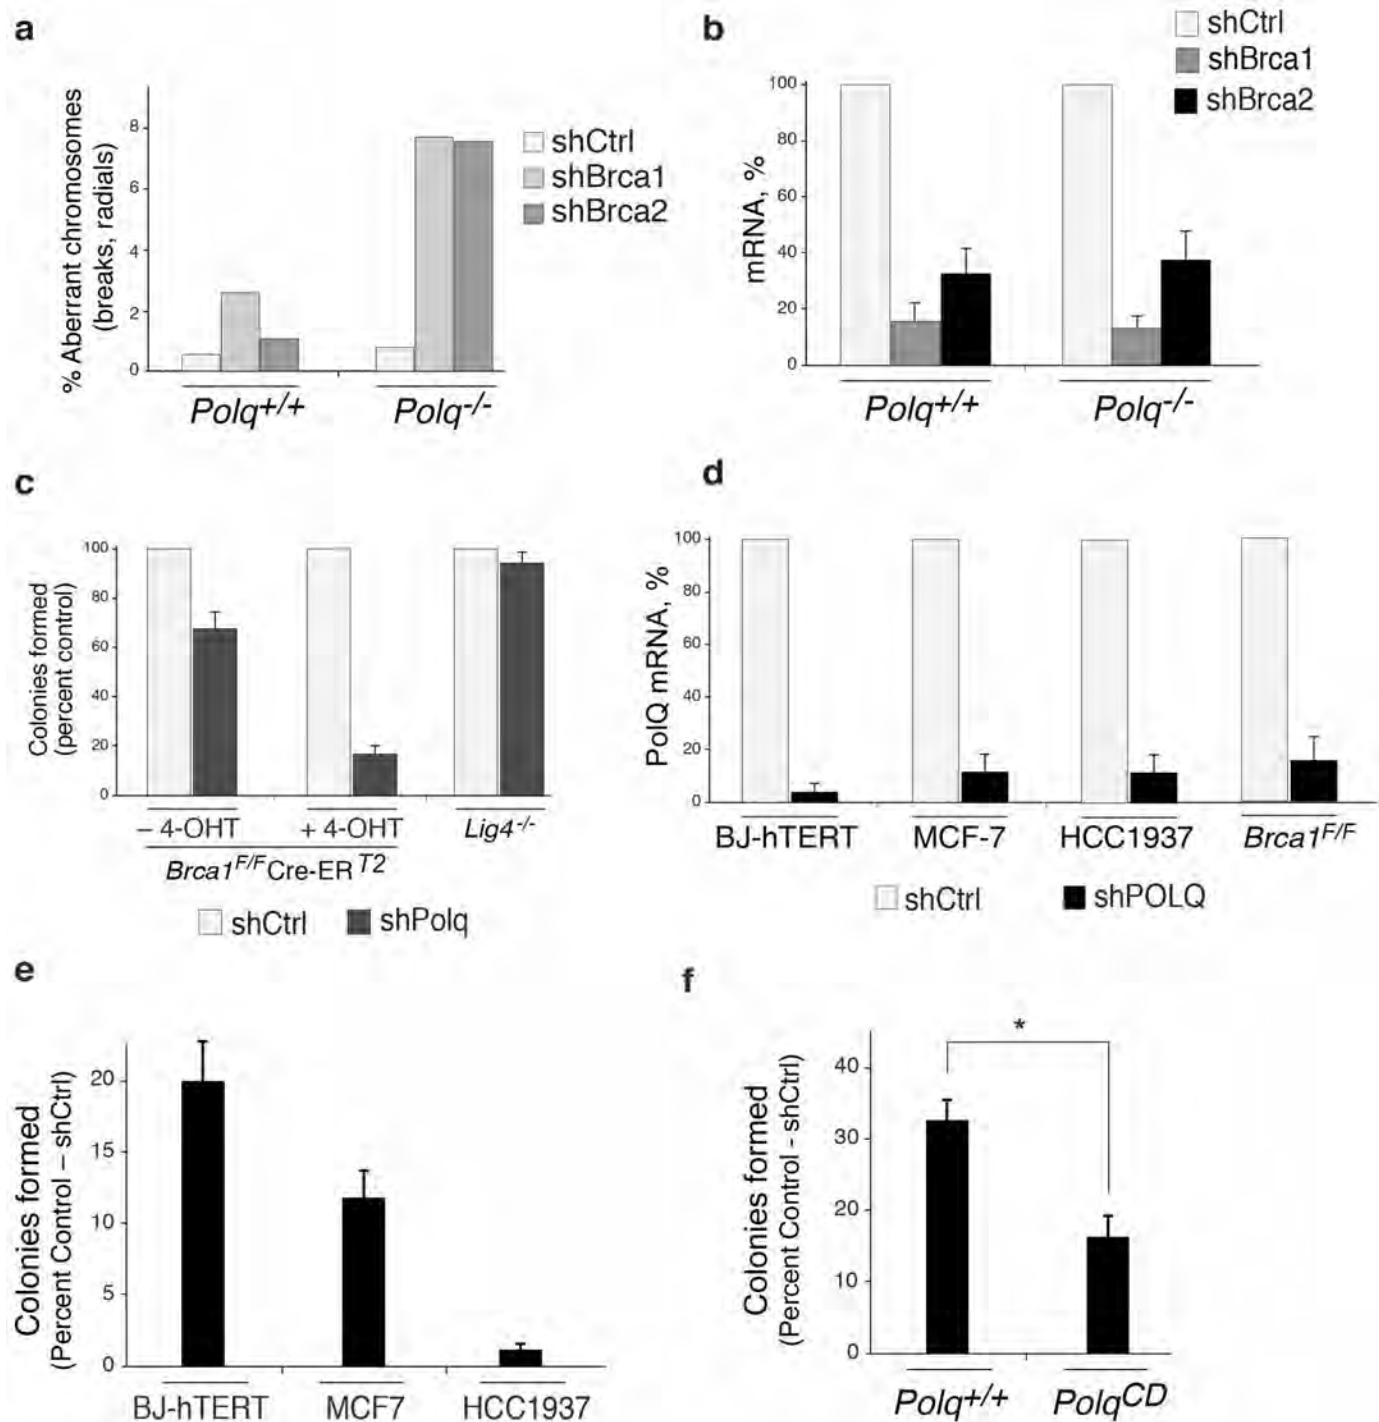 a
% Aberrant chromosomes
(breaks, radials)
8
6
4
2
0
Polq+/+
Polq-/-
shCtrl
shBrca1
shBrca2
b
shCtrl
shBrca1
shBrca2
mRNA, %
100
80
60
40
20
0
Polq+/+
Polq-/-
c
Colonies formed
(percent control)
100
80
60
40
20
0
– 4-OHT
+ 4-OHT
Lig4-/-
Brca1F/FCre-ERT2
shCtrl
shPolq
d
PolQ mRNA, %
100
80
60
40
20
0
BJ-hTERT
MCF-7
HCC1937
Brca1F/F
shCtrl
shPOLQ
e
Colonies formed
(Percent Control – shCtrl)
20
15
10
5
0
BJ-hTERT
MCF7
HCC1937
f
Colonies formed
(Percent Control - shCtrl)
*
40
30
20
10
0
Polq+/+
PolqCD